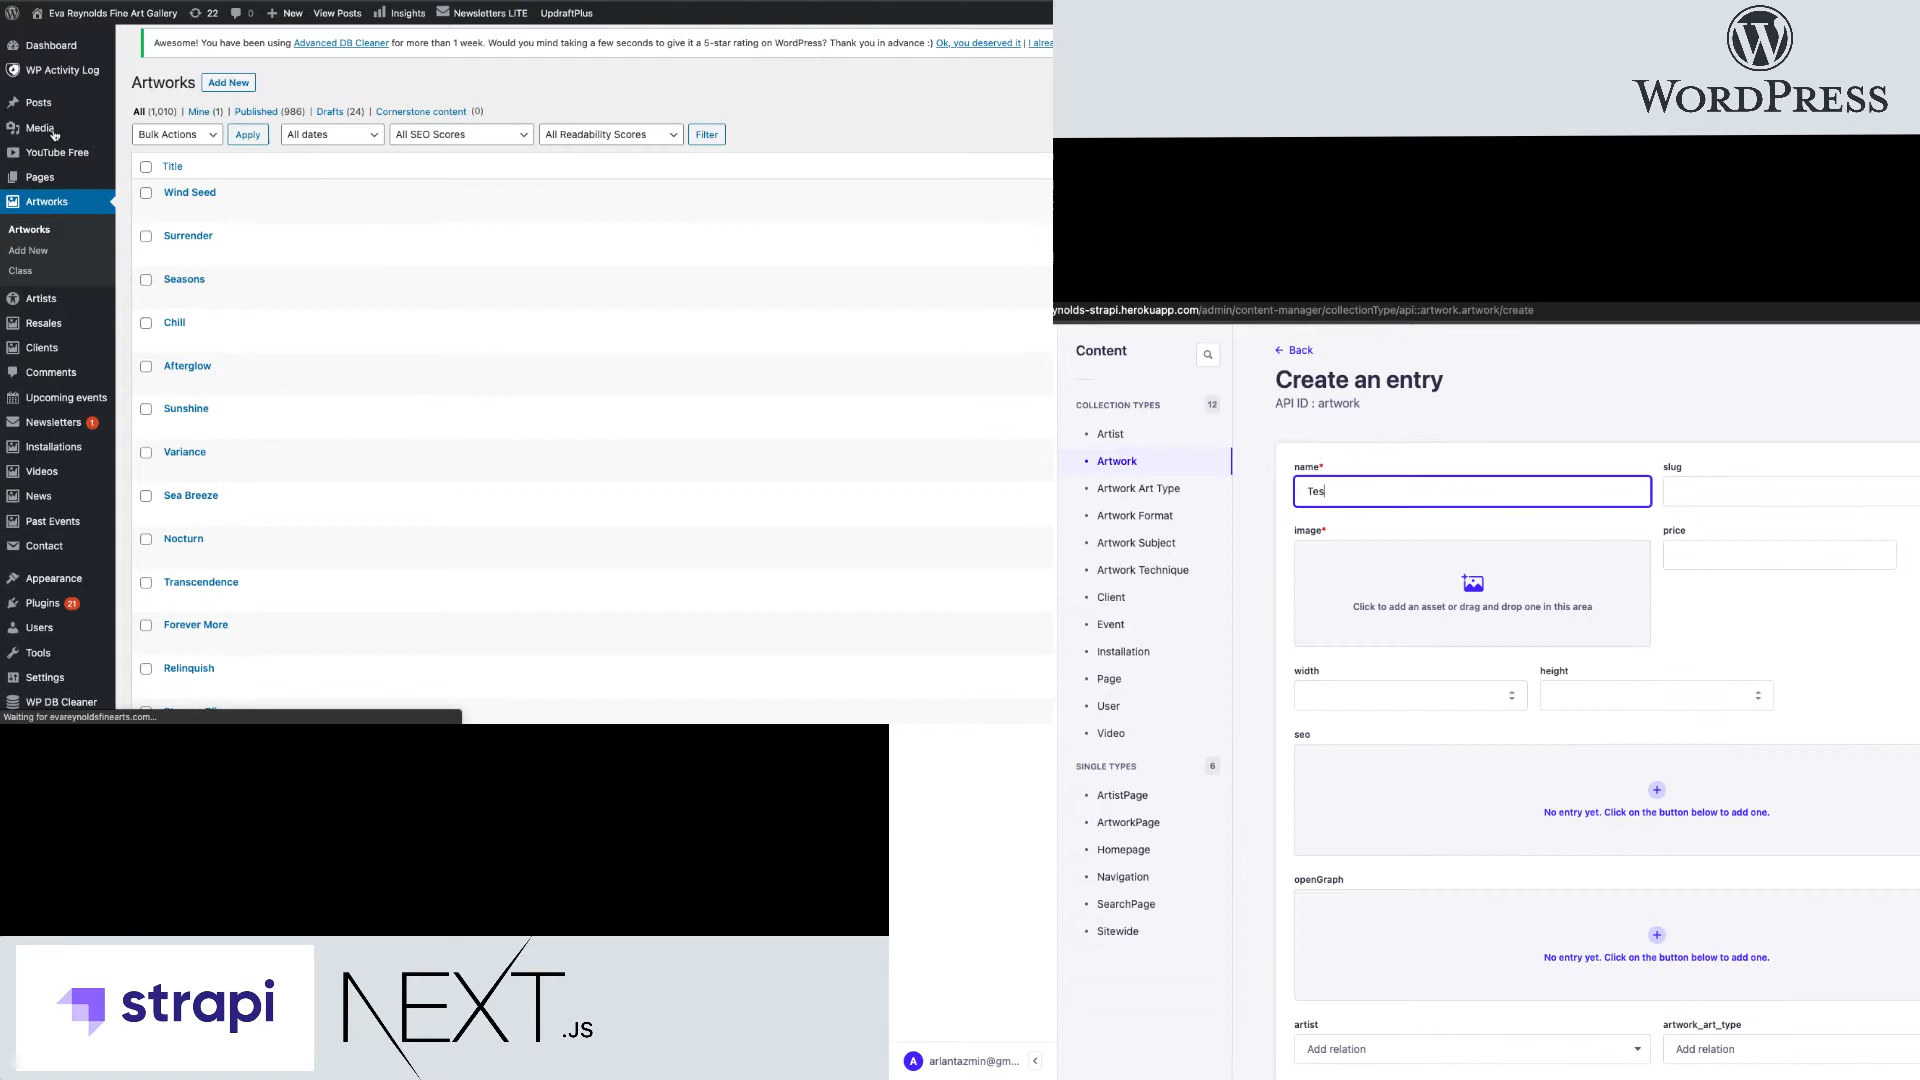 Eva Reynolds Fine Art Gallery 22 0 New View Posts Insights Newsletters LITE UpdraftPlus
Dashboard
WP Activity Log
Posts
Media
YouTube Free
Pages
Artworks
Artworks
Add New
Class
Artists
Resales
Clients
Comments
Upcoming events
Newsletters 1
Installations
Videos
News
Past Events
Contact
Appearance
Plugins 21
Users
Tools
Settings
WP DB Cleaner
Waiting for evareynoldsfinearts.com...
Awesome! You have been using Advanced DB Cleaner for more than 1 week. Would you mind taking a few seconds to give it a 5-star rating on WordPress? Thank you in advance :) Ok, you deserved it | I alrea
Artworks Add New
All (1,010) | Mine (1) | Published (986) | Drafts (24) | Cornerstone content (0)
Bulk Actions Apply All dates All SEO Scores All Readability Scores Filter
Title
Wind Seed
Surrender
Seasons
Chill
Afterglow
Sunshine
Variance
Sea Breeze
Nocturn
Transcendence
Forever More
Relinquish
WORDPRESS
ynolds-strapi.herokuapp.com/admin/content-manager/collectionType/api::artwork.artwork/create
Content
COLLECTION TYPES 12
Artist
Artwork
Artwork Art Type
Artwork Format
Artwork Subject
Artwork Technique
Client
Event
Installation
Page
User
Video
SINGLE TYPES 6
ArtistPage
ArtworkPage
Homepage
Navigation
SearchPage
Sitewide
Back
Create an entry
API ID : artwork
name* slug
Tes
image* price
Click to add an asset or drag and drop one in this area
width height
seo
No entry yet. Click on the button below to add one.
openGraph
No entry yet. Click on the button below to add one.
artist artwork_art_type
Add relation Add relation
strapi
NEXT.JS
A arlantazmin@gm...